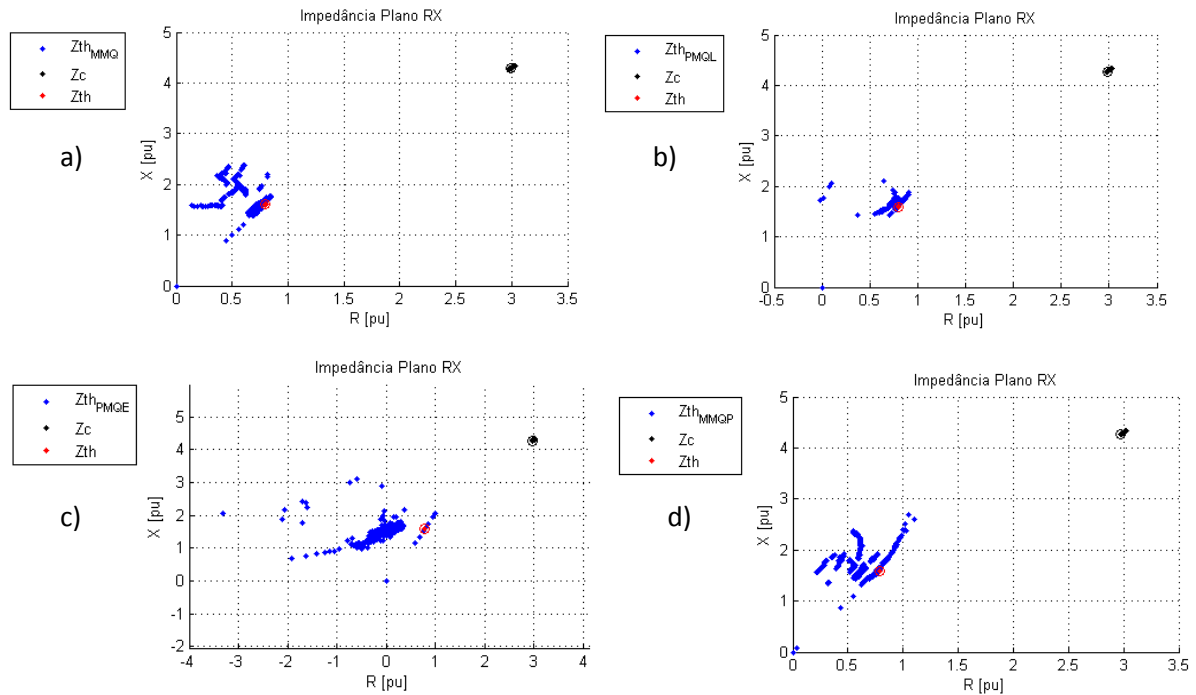 a)
Impedância Plano RX
Zth_MMQ
Zc
Zth
X [pu]
5
4
3
2
1
0
0 0.5 1 1.5 2 2.5 3 3.5
R [pu]
b)
Impedância Plano RX
Zth_PMQL
Zc
Zth
X [pu]
5
4
3
2
1
0
-0.5 0 0.5 1 1.5 2 2.5 3 3.5
R [pu]
c)
Impedância Plano RX
Zth_PMQE
Zc
Zth
X [pu]
5
4
3
2
1
0
-1
-2
-4 -3 -2 -1 0 1 2 3 4
R [pu]
d)
Impedância Plano RX
Zth_MMQP
Zc
Zth
X [pu]
5
4
3
2
1
0
0 0.5 1 1.5 2 2.5 3 3.5
R [pu]